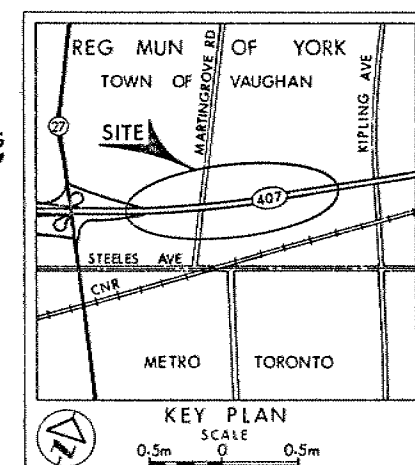 REG MUN OF YORK
TOWN OF VAUGHAN
MARTINGROVE RD
KIPLING AVE
27
SITE
407
STEELES AVE
CNR
METRO TORONTO
KEY PLAN
SCALE
0.5m 0 0.5m